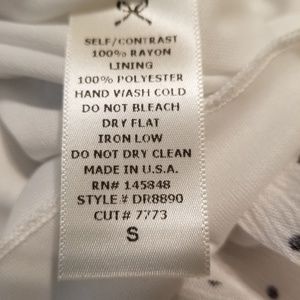 SELF/CONTRAST
100% RAYON
LINING
100% POLYESTER
HAND WASH COLD
DO NOT BLEACH
DRY FLAT
IRON LOW
DO NOT DRY CLEAN
MADE IN U.S.A.
RN# 145848
STYLE# DR8890
CUT# 7773
S